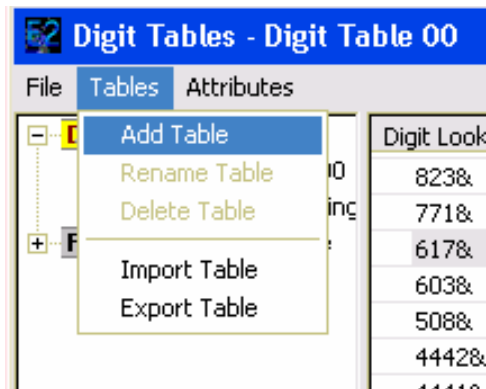 Digit Tables - Digit Table 00
File Tables Attributes
Add Table
Rename Table
Delete Table
Import Table
Export Table
Digit Look
823&
771&
617&
603&
508&
4442&